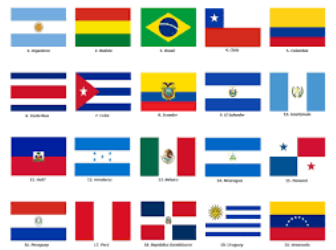 1. Argentina
2. Bolivia
3. Brasil
4. Chile
5. Colombia
6. Costa Rica
7. Cuba
8. Ecuador
9. El Salvador
10. Guatemala
11. Haití
12. Honduras
13. México
14. Nicaragua
15. Panamá
16. Paraguay
17. Perú
18. República Dominicana
19. Uruguay
20. Venezuela